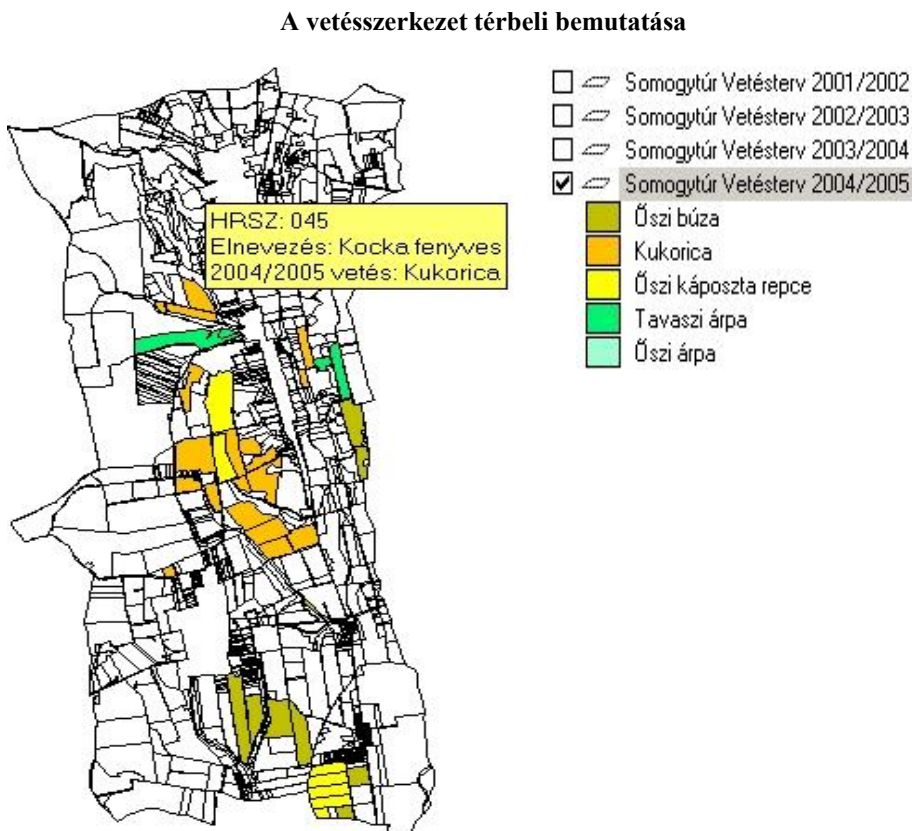 A vetésszerkezet térbeli bemutatása
Somogytúr Vetésterv 2001/2002
Somogytúr Vetésterv 2002/2003
Somogytúr Vetésterv 2003/2004
Somogytúr Vetésterv 2004/2005
Őszi búza
Kukorica
Őszi káposzta repce
Tavaszi árpa
Őszi árpa
HRSZ: 045
Elnevezés: Kocka fenyves
2004/2005 vetés: Kukorica